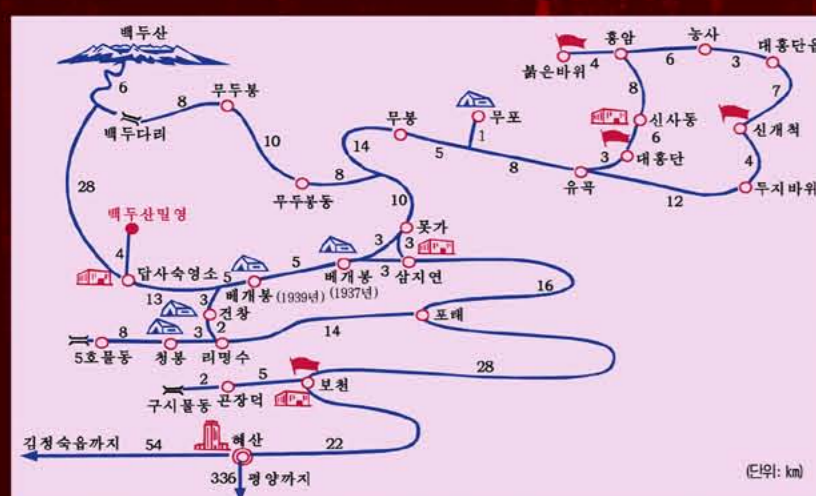 백두산
6
백두다리
8
무두봉
10
무두봉동
8
14
무봉
5
무포
1
8
유곡
3
대홍단
6
신사동
8
홍암
4
붉은바위
6
농사
3
대홍단읍
7
신개척
4
두지바위
12
28
백두산밀영
4
답사숙영소
13
5
베개봉 (1939년)
5
베개봉
(1937년)
3
3
3
10
못가
삼지연
16
3
건창
2
3
8
5호물동
청봉
리명수
14
포태
28
2
5
구시물동
곤장덕
보천
22
혜산
54
김정숙읍까지
336
평양까지
(단위: km)